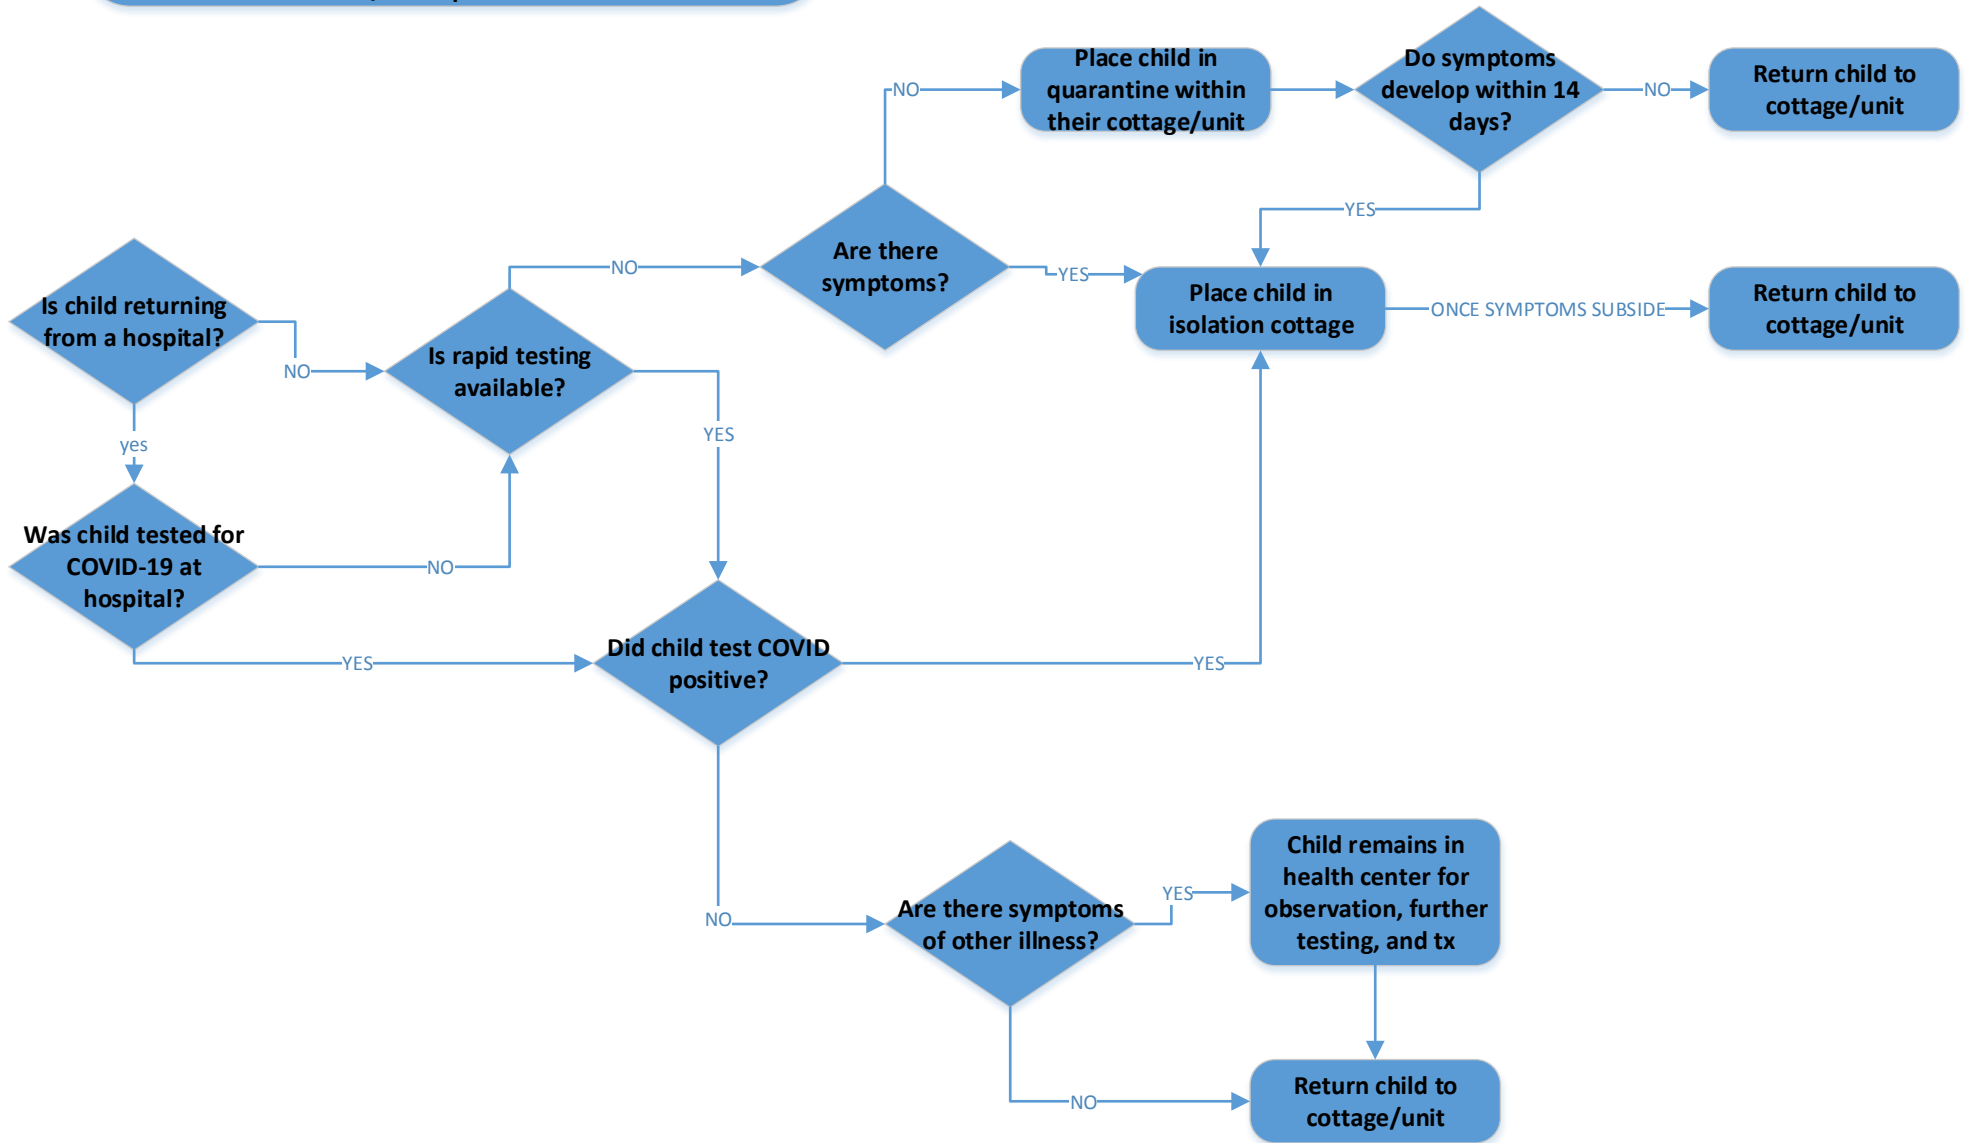 Place child in
quarantine within
their cottage/unit
Do symptoms
develop within 14
days?
Return child to
cottage/unit
NO
NO
YES
Are there
symptoms?
NO
YES
Place child in
isolation cottage
ONCE SYMPTOMS SUBSIDE
Return child to
cottage/unit
Is child returning
from a hospital?
NO
Is rapid testing
available?
YES
yes
Was child tested for
COVID-19 at
hospital?
NO
YES
Did child test COVID
positive?
YES
NO
Are there symptoms
of other illness?
YES
Child remains in
health center for
observation, further
testing, and tx
NO
Return child to
cottage/unit